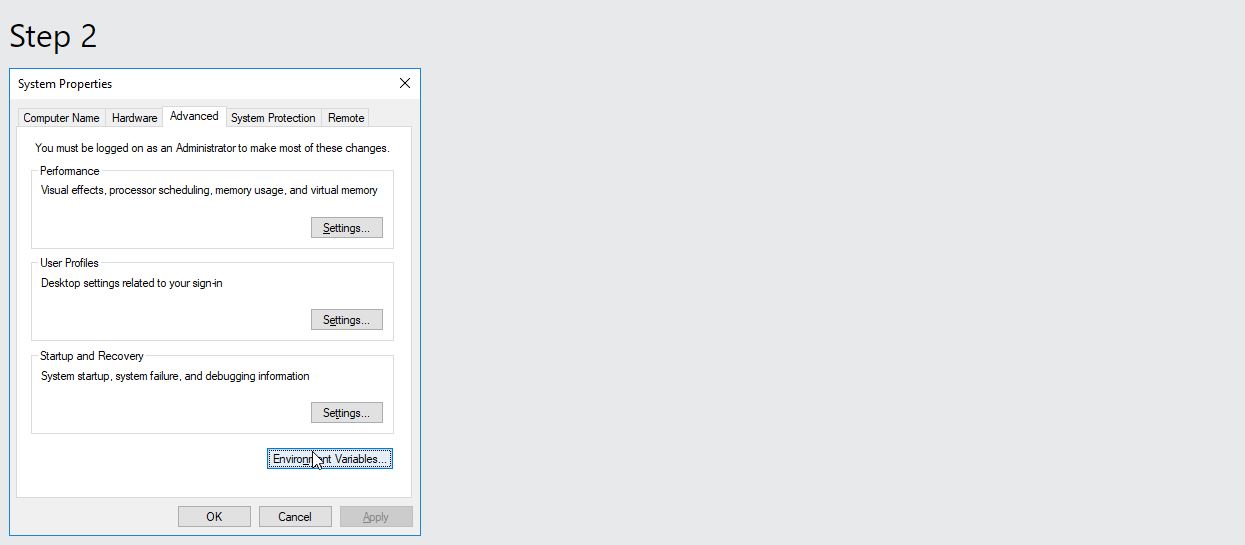 Step 2
System Properties
Computer Name Hardware Advanced System Protection Remote
You must be logged on as an Administrator to make most of these changes.
Performance
Visual effects, processor scheduling, memory usage, and virtual memory
Settings...
User Profiles
Desktop settings related to your sign-in
Settings...
Startup and Recovery
System startup, system failure, and debugging information
Settings...
Environment Variables...
OK Cancel Apply